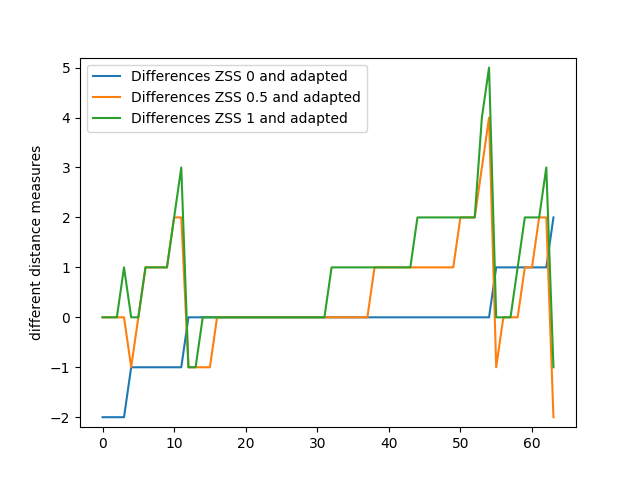 5
4
3
2
1
0
−1
−2
different distance measures
Differences ZSS 0 and adapted
Differences ZSS 0.5 and adapted
Differences ZSS 1 and adapted
0 10 20 30 40 50 60